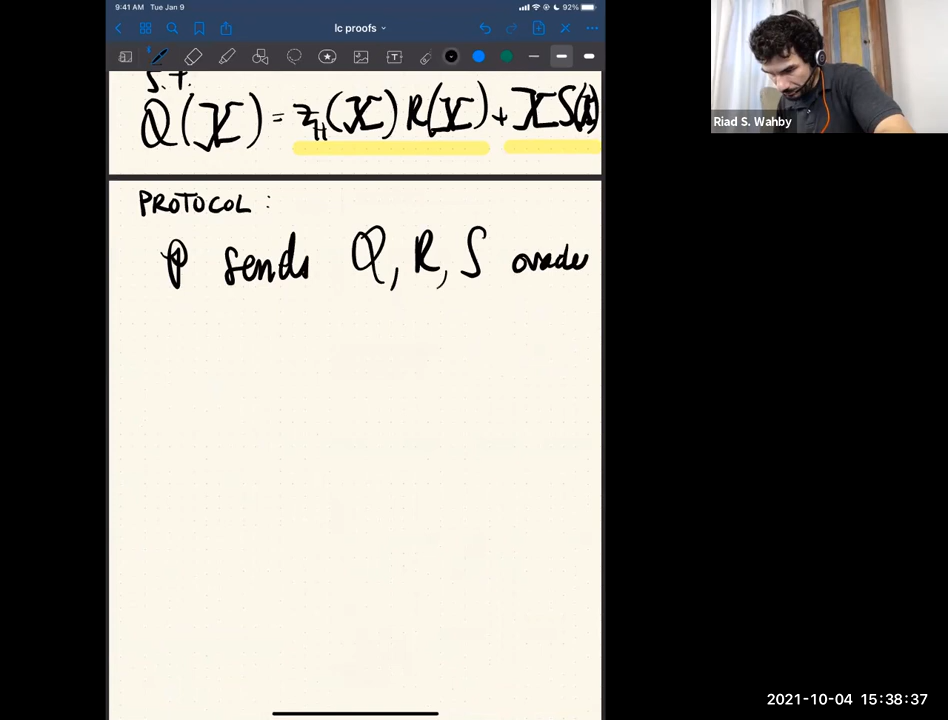 9:41 AM Tue Jan 9
92%
lc proofs
s.t.
Q(X) = z_H(X) R(X) + X S(X)
PROTOCOL:
P sends Q, R, S
Riad S. Wahby
2021-10-04 15:38:37